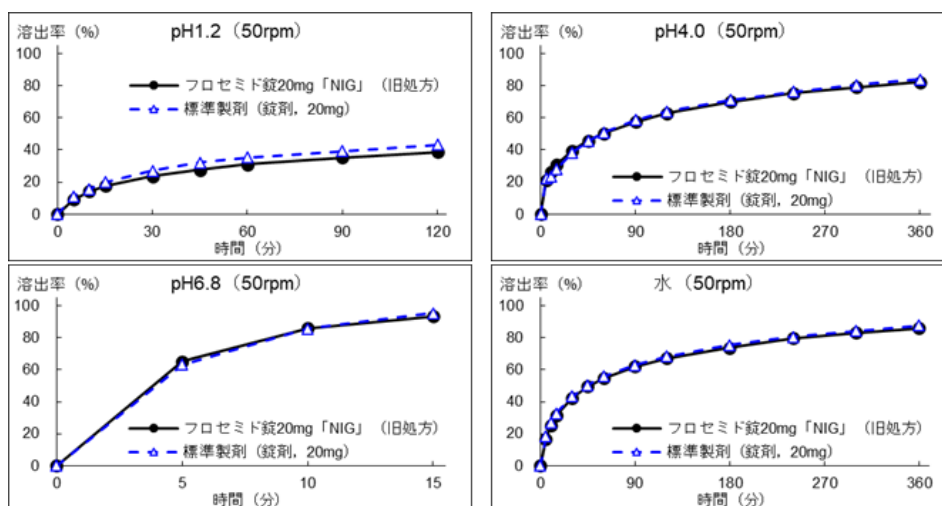 溶出率 (%)
pH1.2（50rpm）
100
80
60
40
20
0
フロセミド錠20mg「NIG」（旧処方）
標準製剤 (錠剤, 20mg)
0 30 60 90 120
時間（分）
溶出率 (%)
pH4.0（50rpm）
100
80
60
40
20
0
フロセミド錠20mg「NIG」（旧処方）
標準製剤 (錠剤, 20mg)
0 90 180 270 360
時間（分）
溶出率 (%)
pH6.8（50rpm）
100
80
60
40
20
0
フロセミド錠20mg「NIG」（旧処方）
標準製剤 (錠剤, 20mg)
0 5 10 15
時間（分）
溶出率 (%)
水（50rpm）
100
80
60
40
20
0
フロセミド錠20mg「NIG」（旧処方）
標準製剤 (錠剤, 20mg)
0 90 180 270 360
時間（分）